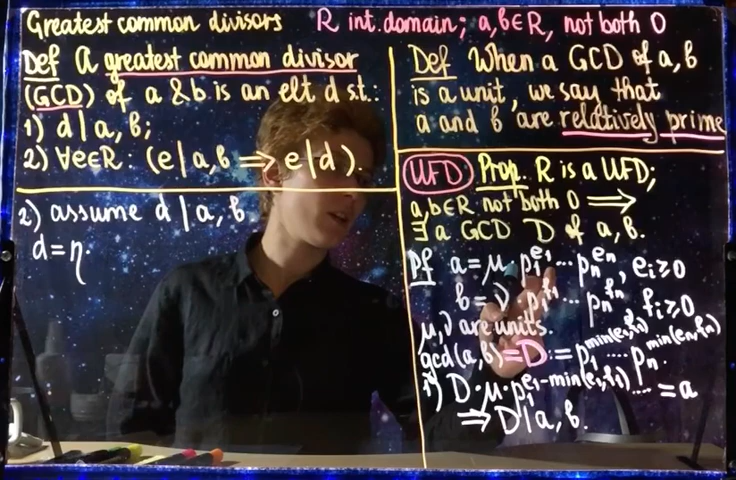 Greatest common divisors R int. domain; a, b ∈ R, not both 0
Def A greatest common divisor
(GCD) of a & b is an elt d s.t.:
1) d | a, b;
2) ∀e∈R: (e | a, b ⟹ e | d).
2) assume d | a, b
d = η·
Def When a GCD of a, b
is a unit, we say that
a and b are relatively prime
UFD: Prop. R is a UFD;
a, b ∈ R not both 0 ⟹
∃ a GCD D of a, b.
Pf a = μ · p₁^{e₁} ... pₙ^{eₙ}, eᵢ ≥ 0
b = ν · p₁^{f₁} ... pₙ^{fₙ} fᵢ ≥ 0
μ, ν are units.
gcd(a, b) = D := p₁^{min(e₁,f₁)} .... pₙ^{min(eₙ,fₙ)}.
1) D · μ · p₁^{e₁-min(e₁,f₁)} .... = a
⟹ D | a, b.